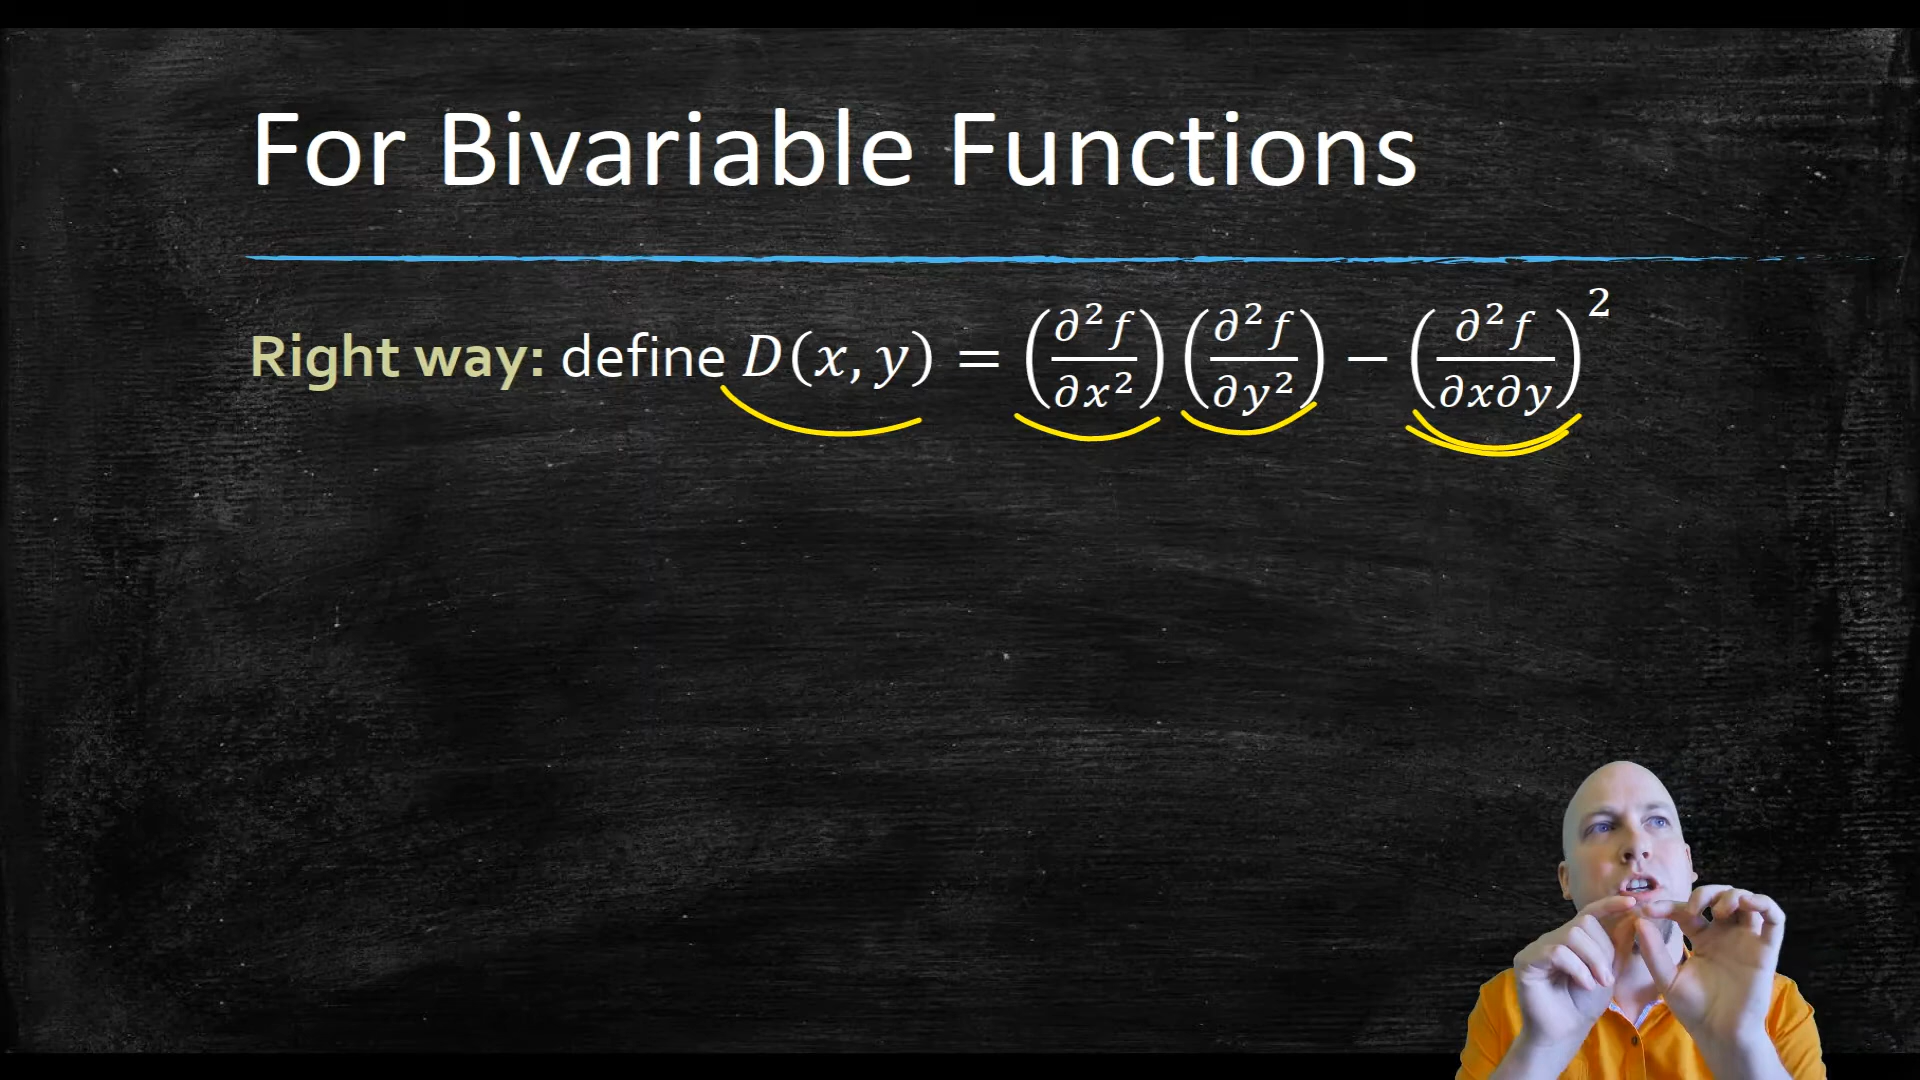 For Bivariable Functions
Right way: define D(x, y) = (∂²f/∂x²)(∂²f/∂y²) − (∂²f/∂x∂y)²